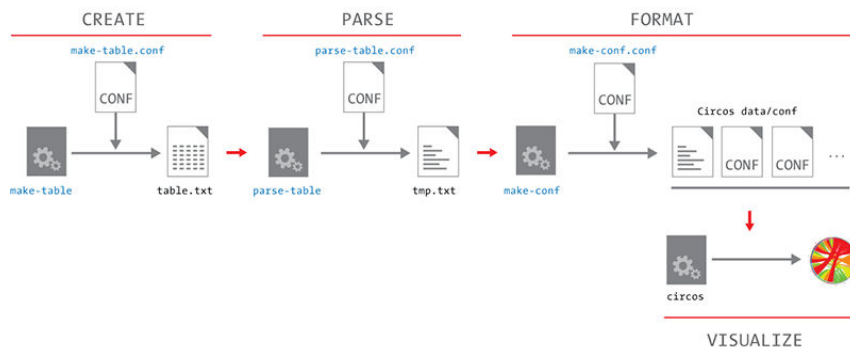 CREATE
PARSE
FORMAT
make-table.conf
parse-table.conf
make-conf.conf
CONF
CONF
CONF
Circos data/conf
CONF
CONF
...
make-table
table.txt
parse-table
tmp.txt
make-conf
circos
VISUALIZE